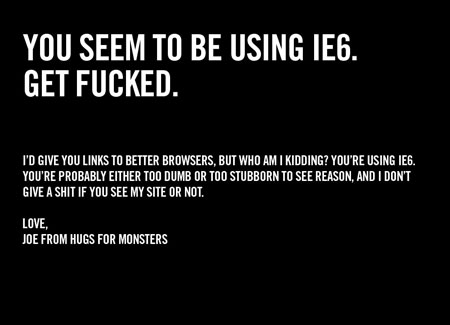 YOU SEEM TO BE USING IE6.
GET FUCKED.
I'D GIVE YOU LINKS TO BETTER BROWSERS, BUT WHO AM I KIDDING? YOU'RE USING IE6.
YOU'RE PROBABLY EITHER TOO DUMB OR TOO STUBBORN TO SEE REASON, AND I DON'T
GIVE A SHIT IF YOU SEE MY SITE OR NOT.
LOVE,
JOE FROM HUGS FOR MONSTERS